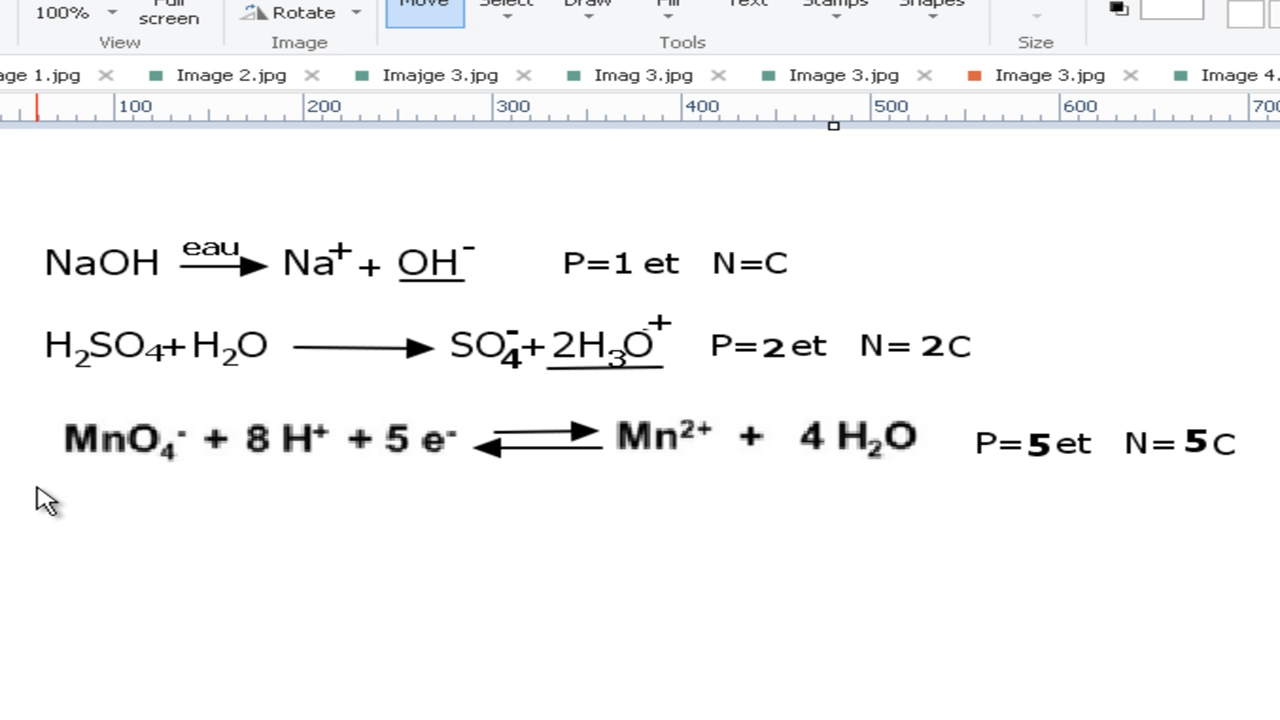 100% Full screen Rotate Move Select Draw Fill Text Stamps Shapes
View Image Tools Size
age 1.jpg Image 2.jpg Imajge 3.jpg Imag 3.jpg Image 3.jpg Image 3.jpg Image 4.
100 200 300 400 500 600 700
NaOH eau → Na⁺ + OH⁻ P=1 et N=C
H₂SO₄+H₂O → SO₄⁻+2H₃O⁺ P=2 et N= 2C
MnO₄⁻ + 8 H⁺ + 5 e⁻ ⇌ Mn²⁺ + 4 H₂O P=5 et N= 5C